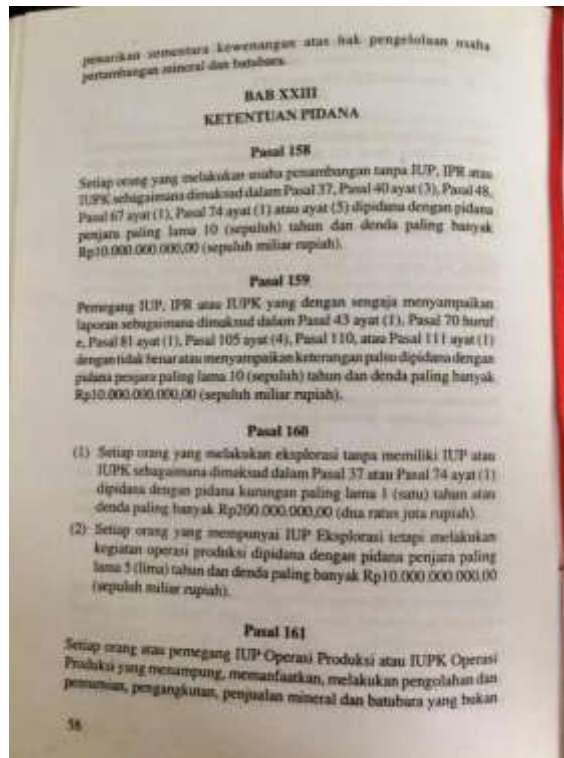 penarikan sementara kewenangan atas hak pengelolaan usaha
pertambangan mineral dan batubara.
BAB XXIII
KETENTUAN PIDANA
Pasal 158
Setiap orang yang melakukan usaha penambangan tanpa IUP, IPR atau
IUPK sebagaimana dimaksud dalam Pasal 37, Pasal 40 ayat (3), Pasal 48,
Pasal 67 ayat (1), Pasal 74 ayat (1) atau ayat (5) dipidana dengan pidana
penjara paling lama 10 (sepuluh) tahun dan denda paling banyak
Rp10.000.000.000,00 (sepuluh miliar rupiah).
Pasal 159
Pemegang IUP, IPR atau IUPK yang dengan sengaja menyampaikan
laporan sebagaimana dimaksud dalam Pasal 43 ayat (1), Pasal 70 huruf
e, Pasal 81 ayat (1), Pasal 105 ayat (4), Pasal 110, atau Pasal 111 ayat (1)
dengan tidak benar atau menyampaikan keterangan palsu dipidana dengan
pidana penjara paling lama 10 (sepuluh) tahun dan denda paling banyak
Rp10.000.000.000,00 (sepuluh miliar rupiah).
Pasal 160
(1) Setiap orang yang melakukan eksplorasi tanpa memiliki IUP atau
IUPK sebagaimana dimaksud dalam Pasal 37 atau Pasal 74 ayat (1)
dipidana dengan pidana kurungan paling lama 1 (satu) tahun atau
denda paling banyak Rp200.000.000,00 (dua ratus juta rupiah).
(2) Setiap orang yang mempunyai IUP Eksplorasi tetapi melakukan
kegiatan operasi produksi dipidana dengan pidana penjara paling
lama 5 (lima) tahun dan denda paling banyak Rp10.000.000.000,00
(sepuluh miliar rupiah).
Pasal 161
Setiap orang atau pemegang IUP Operasi Produksi atau IUPK Operasi
Produksi yang menampung, memanfaatkan, melakukan pengolahan dan
pemurnian, pengangkutan, penjualan mineral dan batubara yang bukan
58